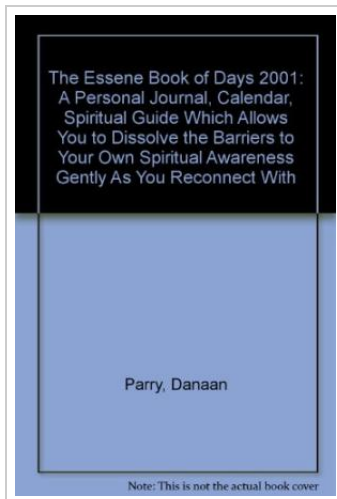 The Essene Book of Days 2001:
A Personal Journal, Calendar,
Spiritual Guide Which Allows
You to Dissolve the Barriers to
Your Own Spiritual Awareness
Gently As You Reconnect With
Parry, Danaan
Note: This is not the actual book cover